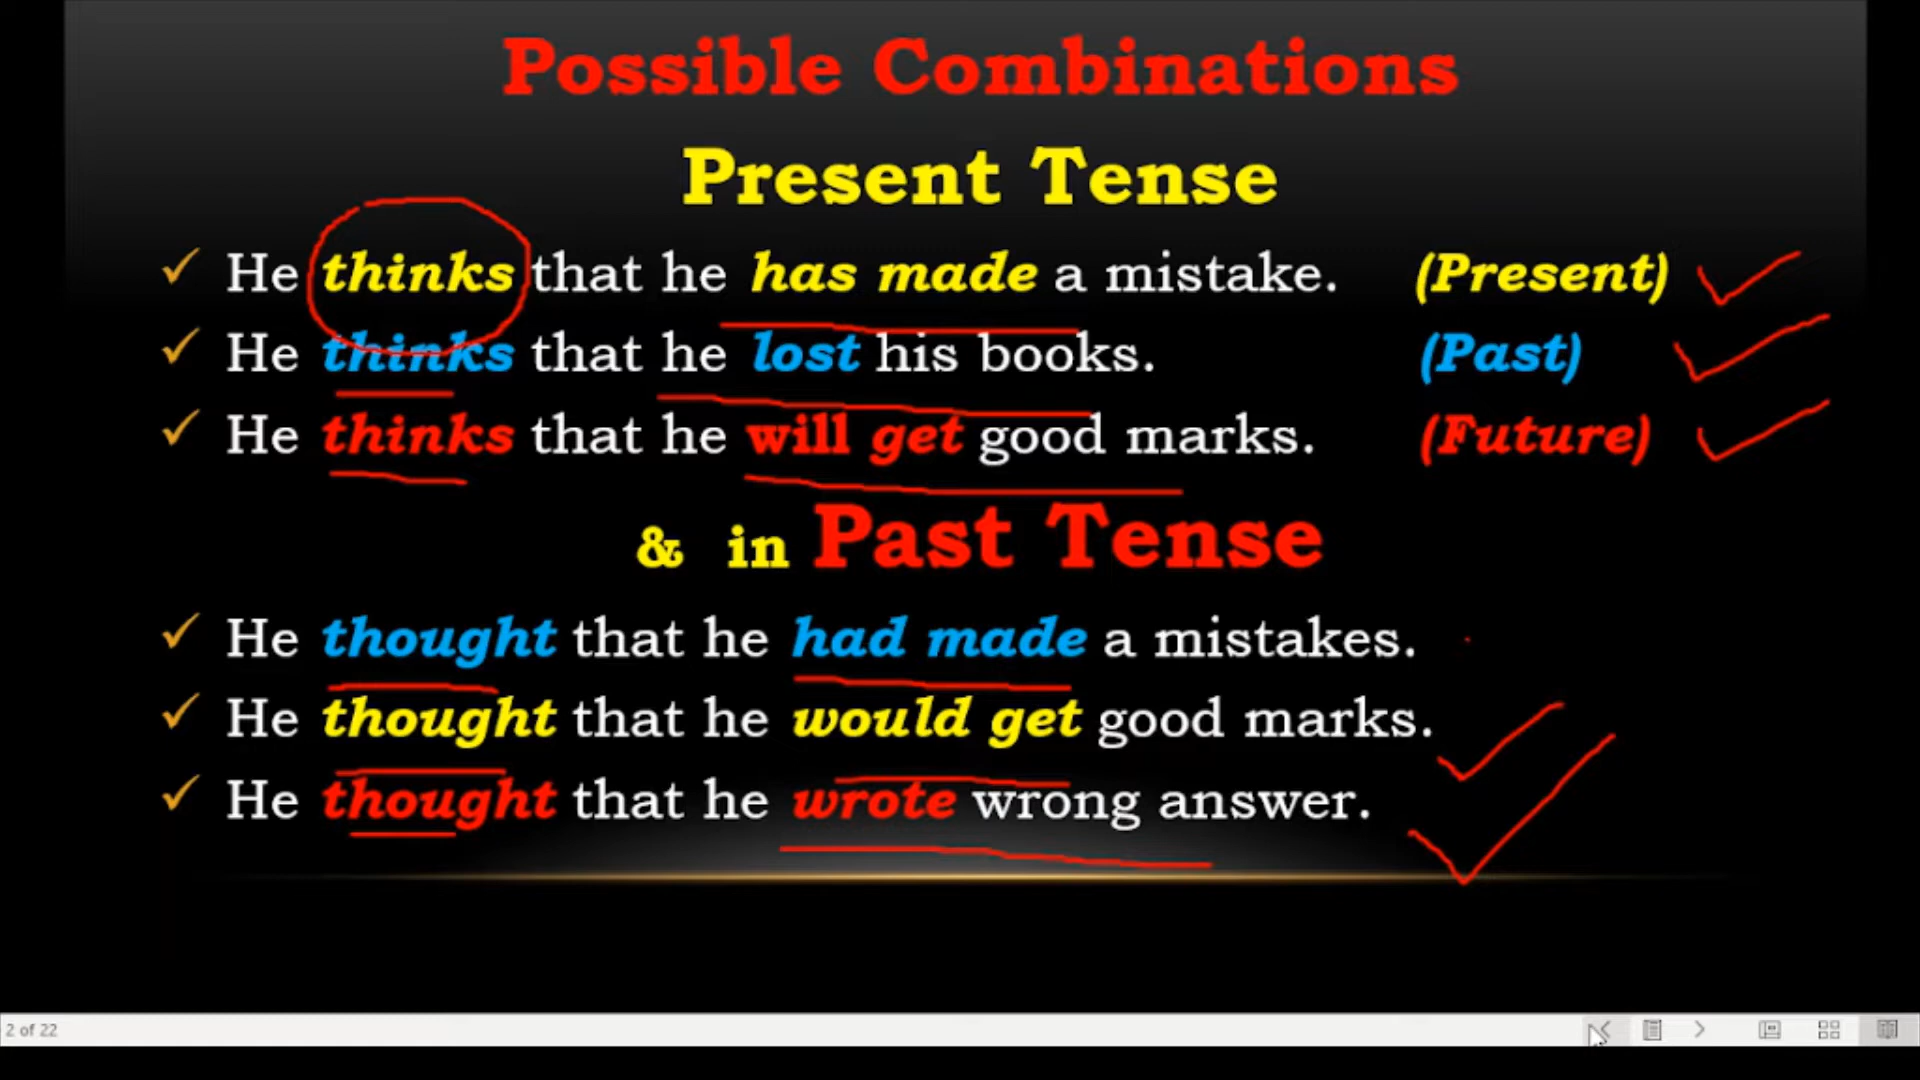 Possible Combinations
Present Tense
He thinks that he has made a mistake. (Present)
He thinks that he lost his books. (Past)
He thinks that he will get good marks. (Future)
& in Past Tense
He thought that he had made a mistakes.
He thought that he would get good marks.
He thought that he wrote wrong answer.
2 of 22